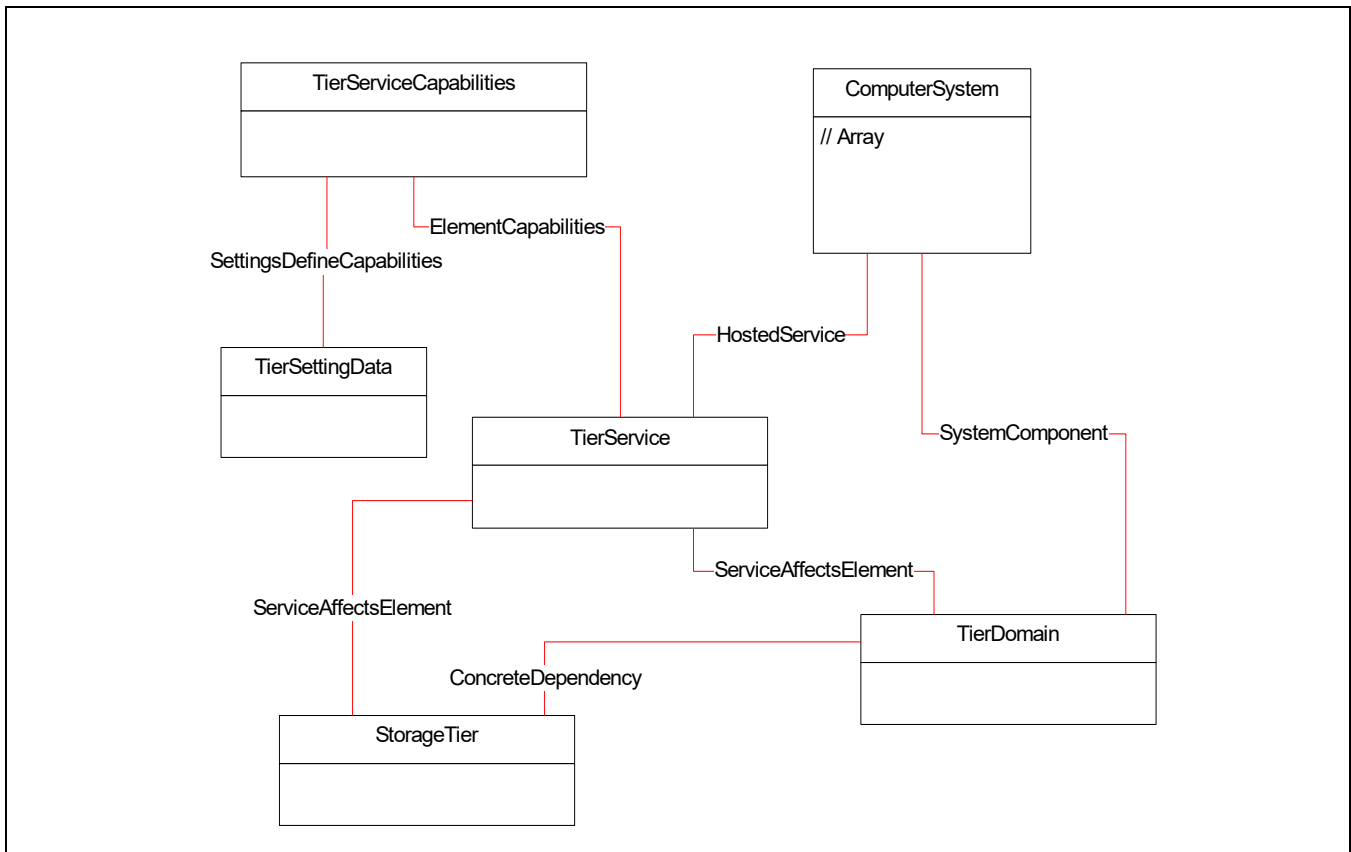 TierServiceCapabilities
ComputerSystem
// Array
ElementCapabilities
SettingsDefineCapabilities
HostedService
TierSettingData
TierService
SystemComponent
ServiceAffectsElement
ServiceAffectsElement
TierDomain
ConcreteDependency
StorageTier